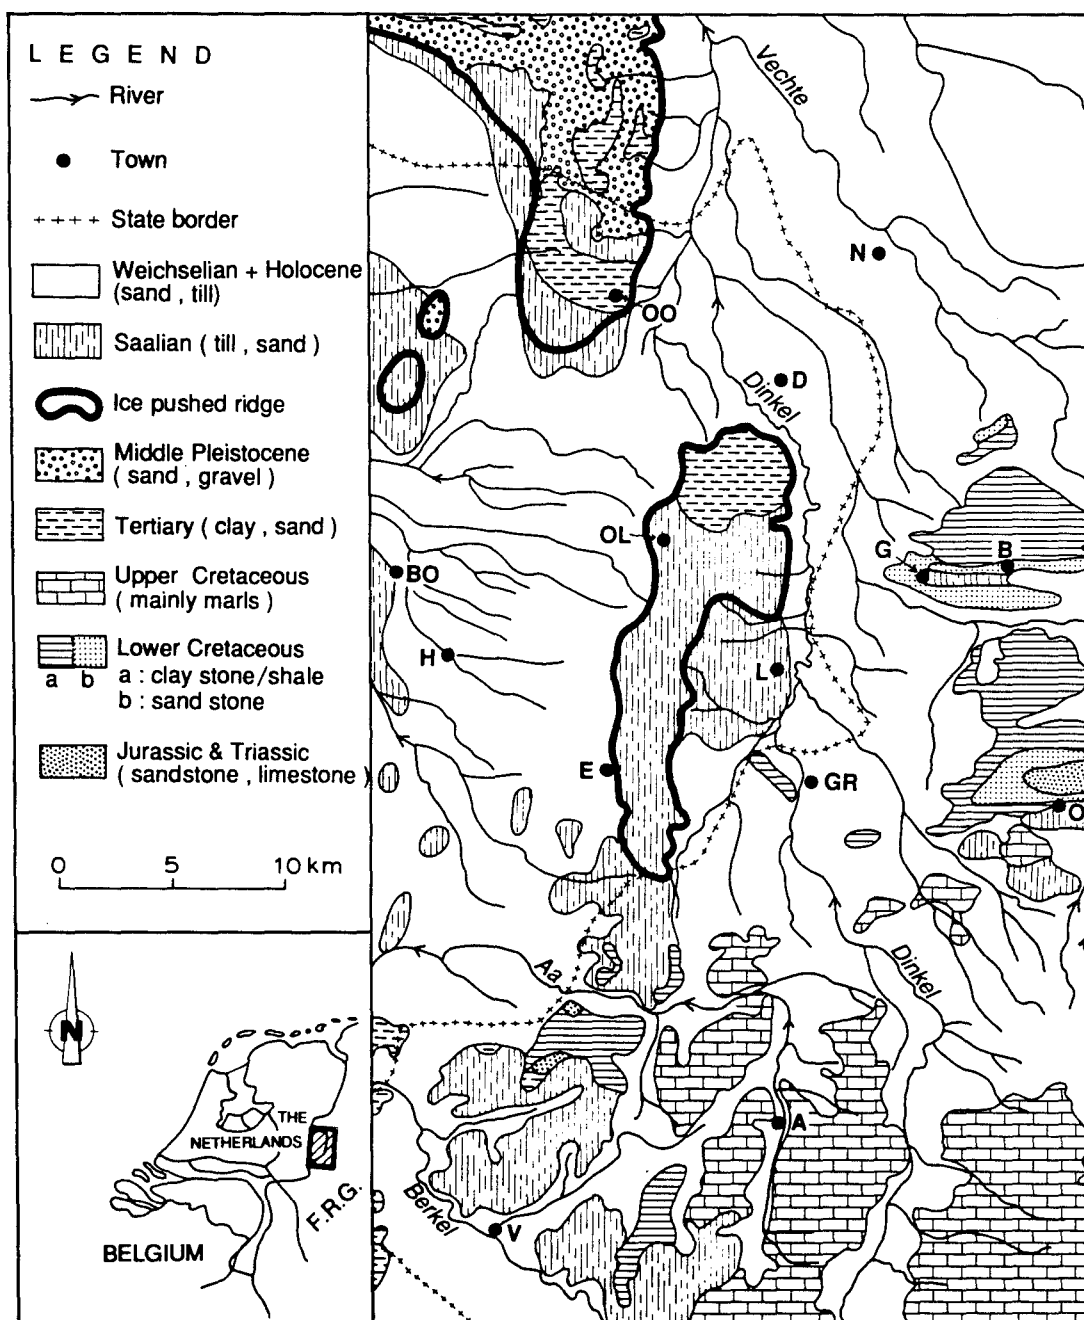 LEGEND
River
Town
State border
Weichselian + Holocene
(sand , till)
Saalian ( till , sand )
Ice pushed ridge
Middle Pleistocene
( sand , gravel )
Tertiary ( clay , sand )
Upper Cretaceous
( mainly marls )
Lower Cretaceous
a b
a : clay stone/shale
b : sand stone
Jurassic & Triassic
( sandstone , limestone )
0 5 10 km
N
THE
NETHERLANDS
F.R.G.
BELGIUM
Vechte
N
OO
D
Dinkel
OL
G
B
BO
H
L
E
GR
O
Aa
Dinkel
A
Berkel
V